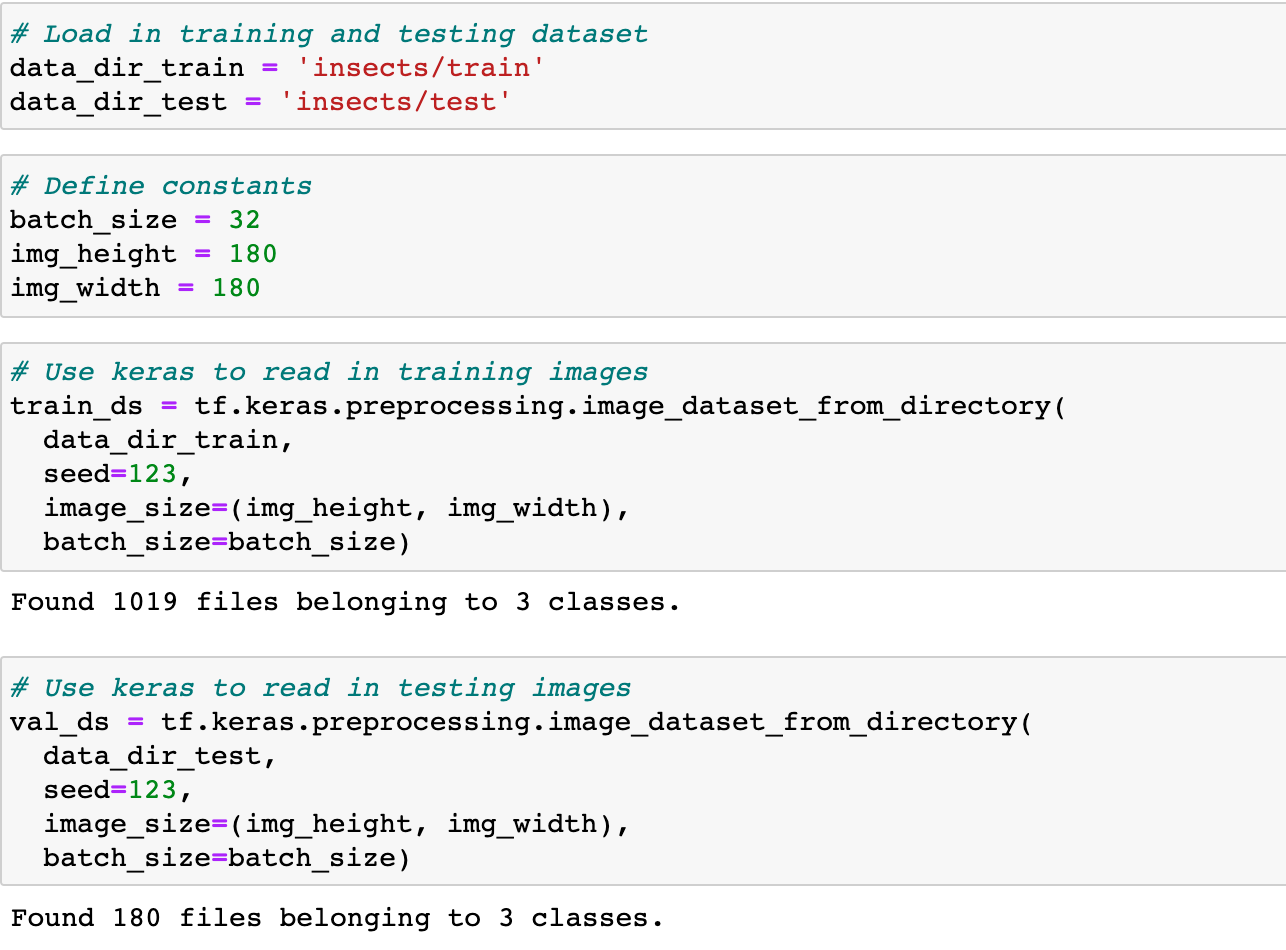 # Load in training and testing dataset
data_dir_train = 'insects/train'
data_dir_test = 'insects/test'
# Define constants
batch_size = 32
img_height = 180
img_width = 180
# Use keras to read in training images
train_ds = tf.keras.preprocessing.image_dataset_from_directory(
  data_dir_train,
  seed=123,
  image_size=(img_height, img_width),
  batch_size=batch_size)
Found 1019 files belonging to 3 classes.
# Use keras to read in testing images
val_ds = tf.keras.preprocessing.image_dataset_from_directory(
  data_dir_test,
  seed=123,
  image_size=(img_height, img_width),
  batch_size=batch_size)
Found 180 files belonging to 3 classes.